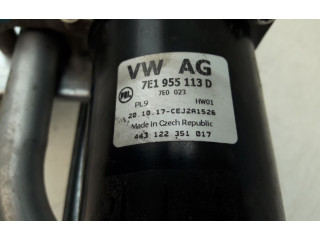 VW AG
7E1 955 113 D
PAL 7E0 023
PL9 HW01
20.10.17-CEJ2A1526
Made in Czech Republic
443 122 351 017